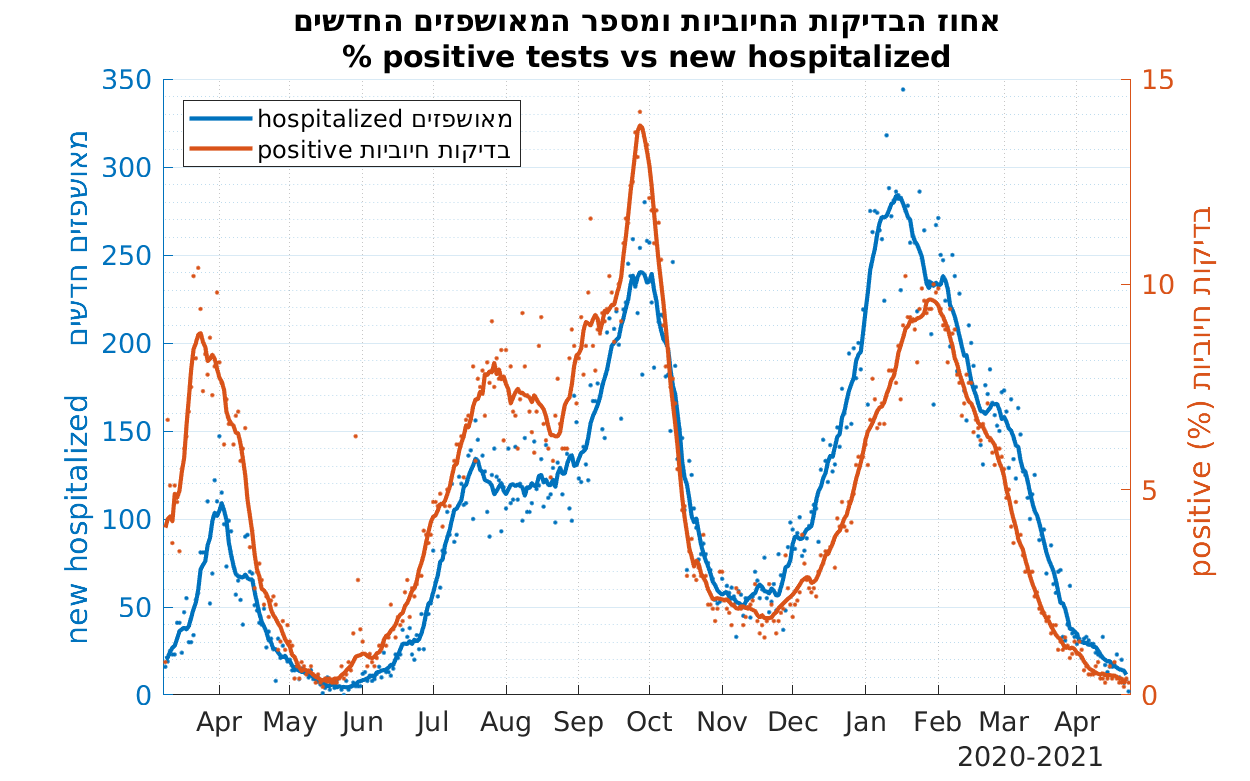 אחוז הבדיקות החיוביות ומספר המאושפזים החדשים
% positive tests vs new hospitalized
350
300
250
200
150
100
50
0
new hospitalized מאושפזים חדשים
hospitalized מאושפזים
positive בדיקות חיוביות
15
10
5
0
positive (%) בדיקות חיוביות
Apr May Jun Jul Aug Sep Oct Nov Dec Jan Feb Mar Apr
2020-2021